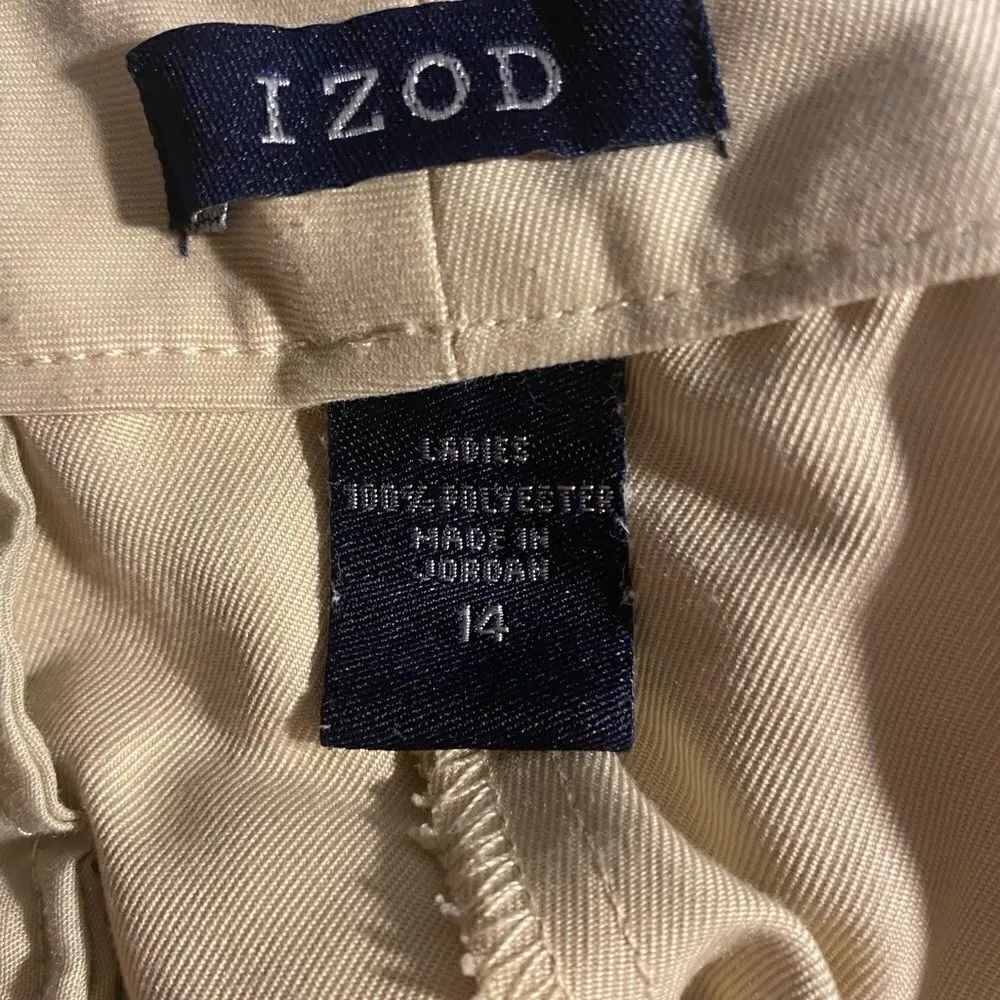 IZOD
LADIES
100% POLYESTER
MADE IN
JORDAN
14